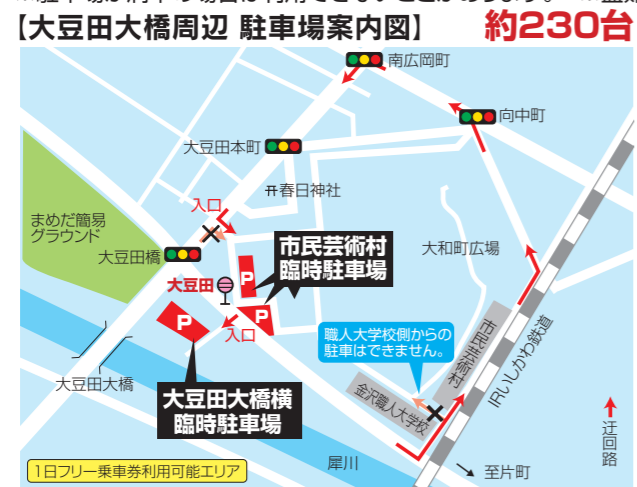 【大豆田大橋周辺 駐車場案内図】 約230台
南広岡町
向中町
大豆田本町
春日神社
入口
まめだ簡易
グラウンド
大豆田橋
市民芸術村
臨時駐車場
大和町広場
大豆田
P
P
P
入口
職人大学校側からの
駐車はできません。
市民芸術村
IRいしかわ鉄道
大豆田大橋
大豆田大橋横
臨時駐車場
金沢職人大学校
迂回路
1日フリー乗車券利用可能エリア
犀川
至片町